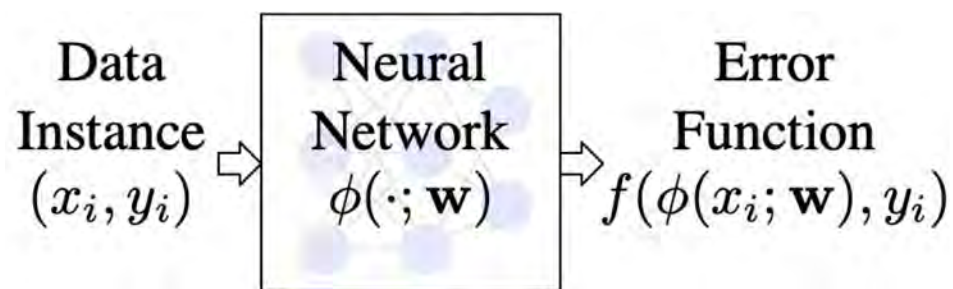 Data
Instance
(x_i, y_i)
Neural
Network
ϕ(·; w)
Error
Function
f(ϕ(x_i; w), y_i)